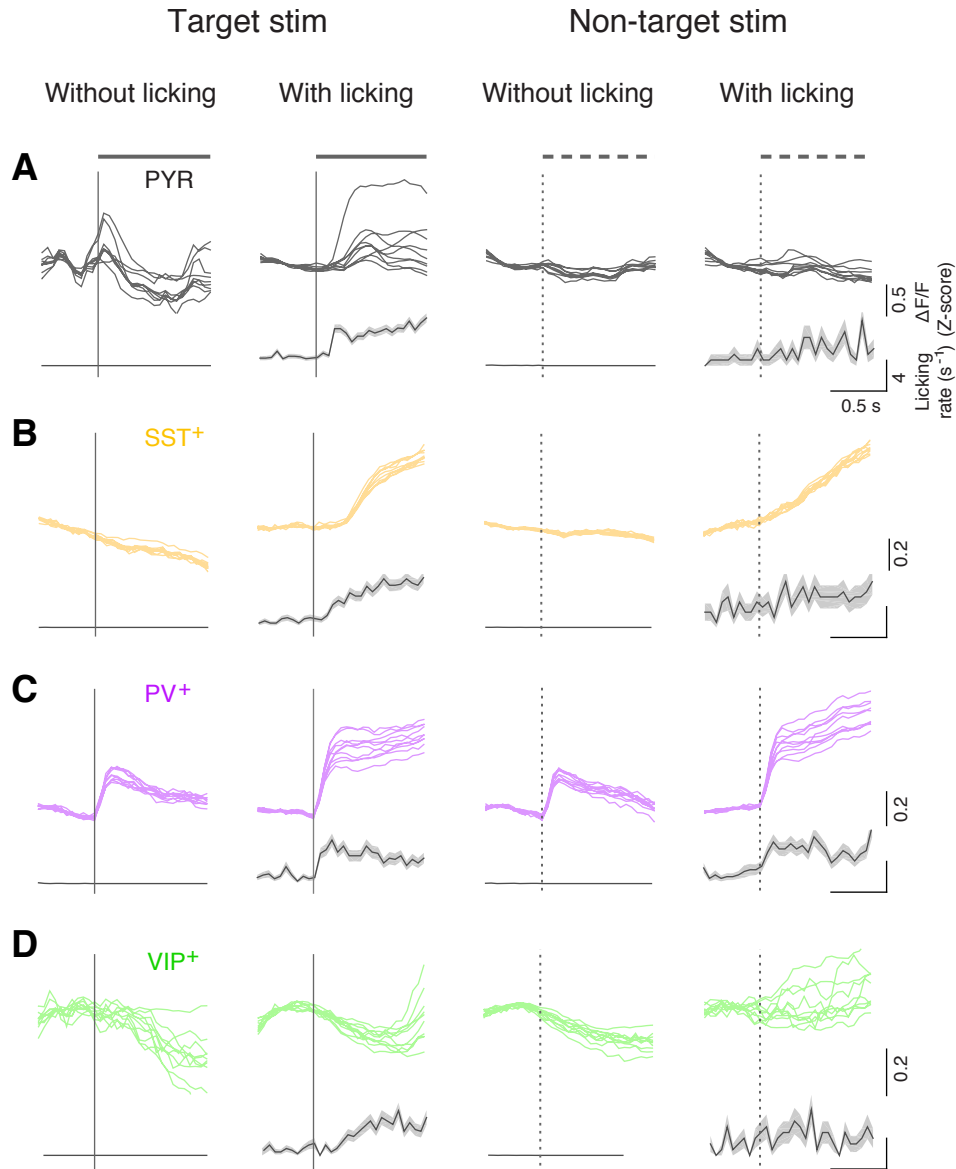 Target stim
Non-target stim
Without licking
With licking
Without licking
With licking
A
PYR
0.5
ΔF/F
(Z-score)
4
Licking
rate (s⁻¹)
0.5 s
B
SST⁺
0.2
C
PV⁺
0.2
D
VIP⁺
0.2